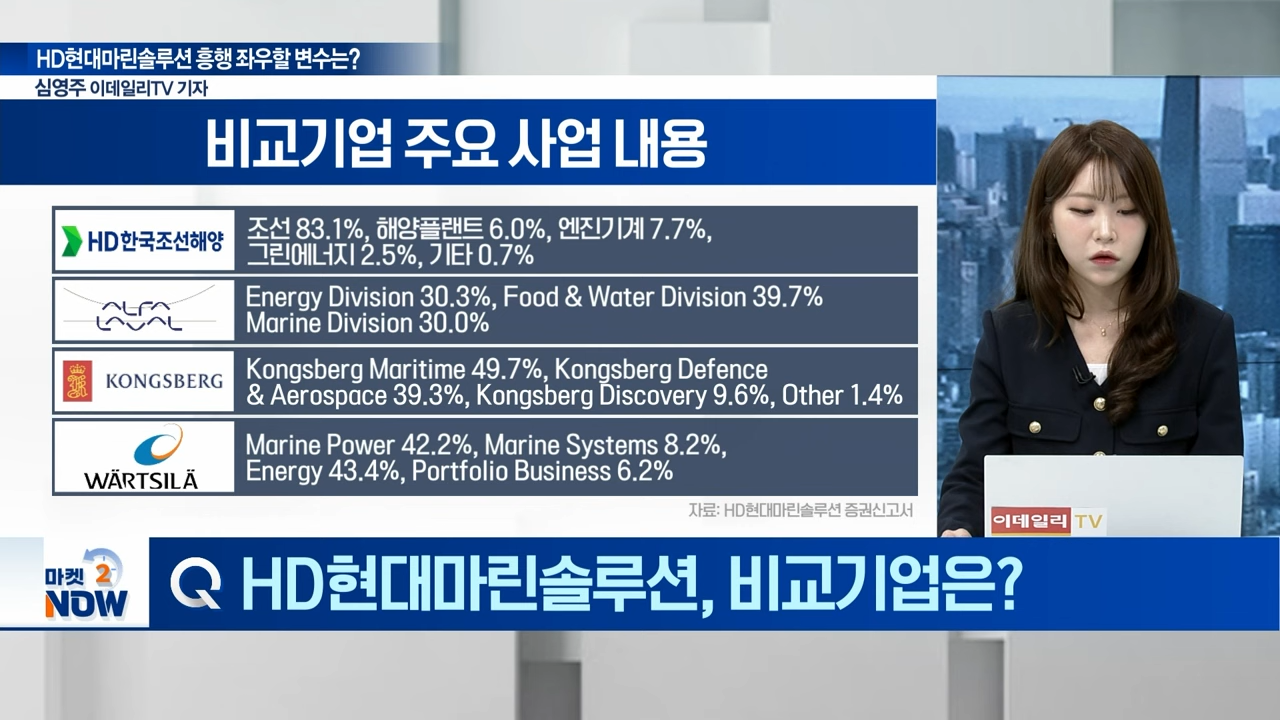 HD현대마린솔루션 흥행 좌우할 변수는?
심영주 이데일리TV 기자
비교기업 주요 사업 내용
HD한국조선해양
조선 83.1%, 해양플랜트 6.0%, 엔진기계 7.7%,
그린에너지 2.5%, 기타 0.7%
ALFA
LAVAL
Energy Division 30.3%, Food & Water Division 39.7%
Marine Division 30.0%
KONGSBERG
Kongsberg Maritime 49.7%, Kongsberg Defence
& Aerospace 39.3%, Kongsberg Discovery 9.6%, Other 1.4%
WÄRTSILÄ
Marine Power 42.2%, Marine Systems 8.2%,
Energy 43.4%, Portfolio Business 6.2%
자료: HD현대마린솔루션 증권신고서
이데일리 TV
마켓 2
NOW
Q HD현대마린솔루션, 비교기업은?